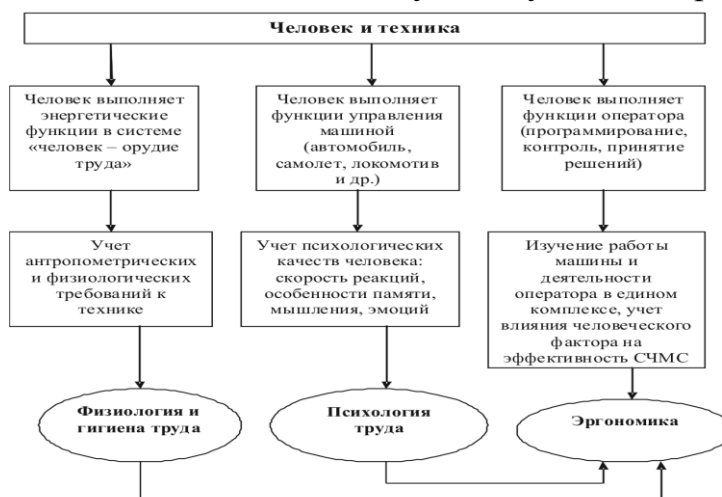 Человек и техника
Человек выполняет
энергетические
функции в системе
«человек – орудие
труда»
Человек выполняет
функции управления
машиной
(автомобиль,
самолет, локомотив
и др.)
Человек выполняет
функции оператора
(программирование,
контроль, принятие
решений)
Учет
антропометрических
и физиологических
требований к
технике
Учет психологических
качеств человека:
скорость реакций,
особенности памяти,
мышления, эмоций
Изучение работы
машины и
деятельности
оператора в едином
комплексе, учет
влияния человеческого
фактора на
эффективность СЧМС
Физиология и
гигиена труда
Психология
труда
Эргономика